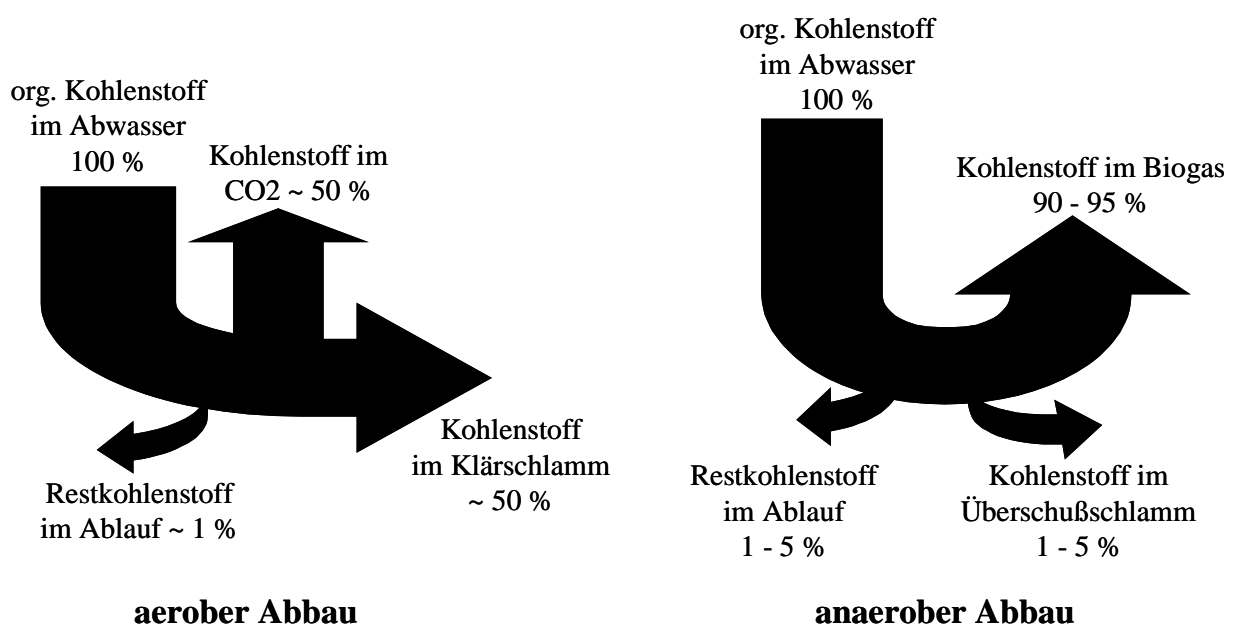 org. Kohlenstoff
im Abwasser
100 %
Kohlenstoff im
CO2 ~ 50 %
Kohlenstoff
im Klärschlamm
~ 50 %
Restkohlenstoff
im Ablauf ~ 1 %
aerober Abbau
org. Kohlenstoff
im Abwasser
100 %
Kohlenstoff im Biogas
90 - 95 %
Restkohlenstoff
im Ablauf
1 - 5 %
Kohlenstoff im
Überschußschlamm
1 - 5 %
anaerober Abbau